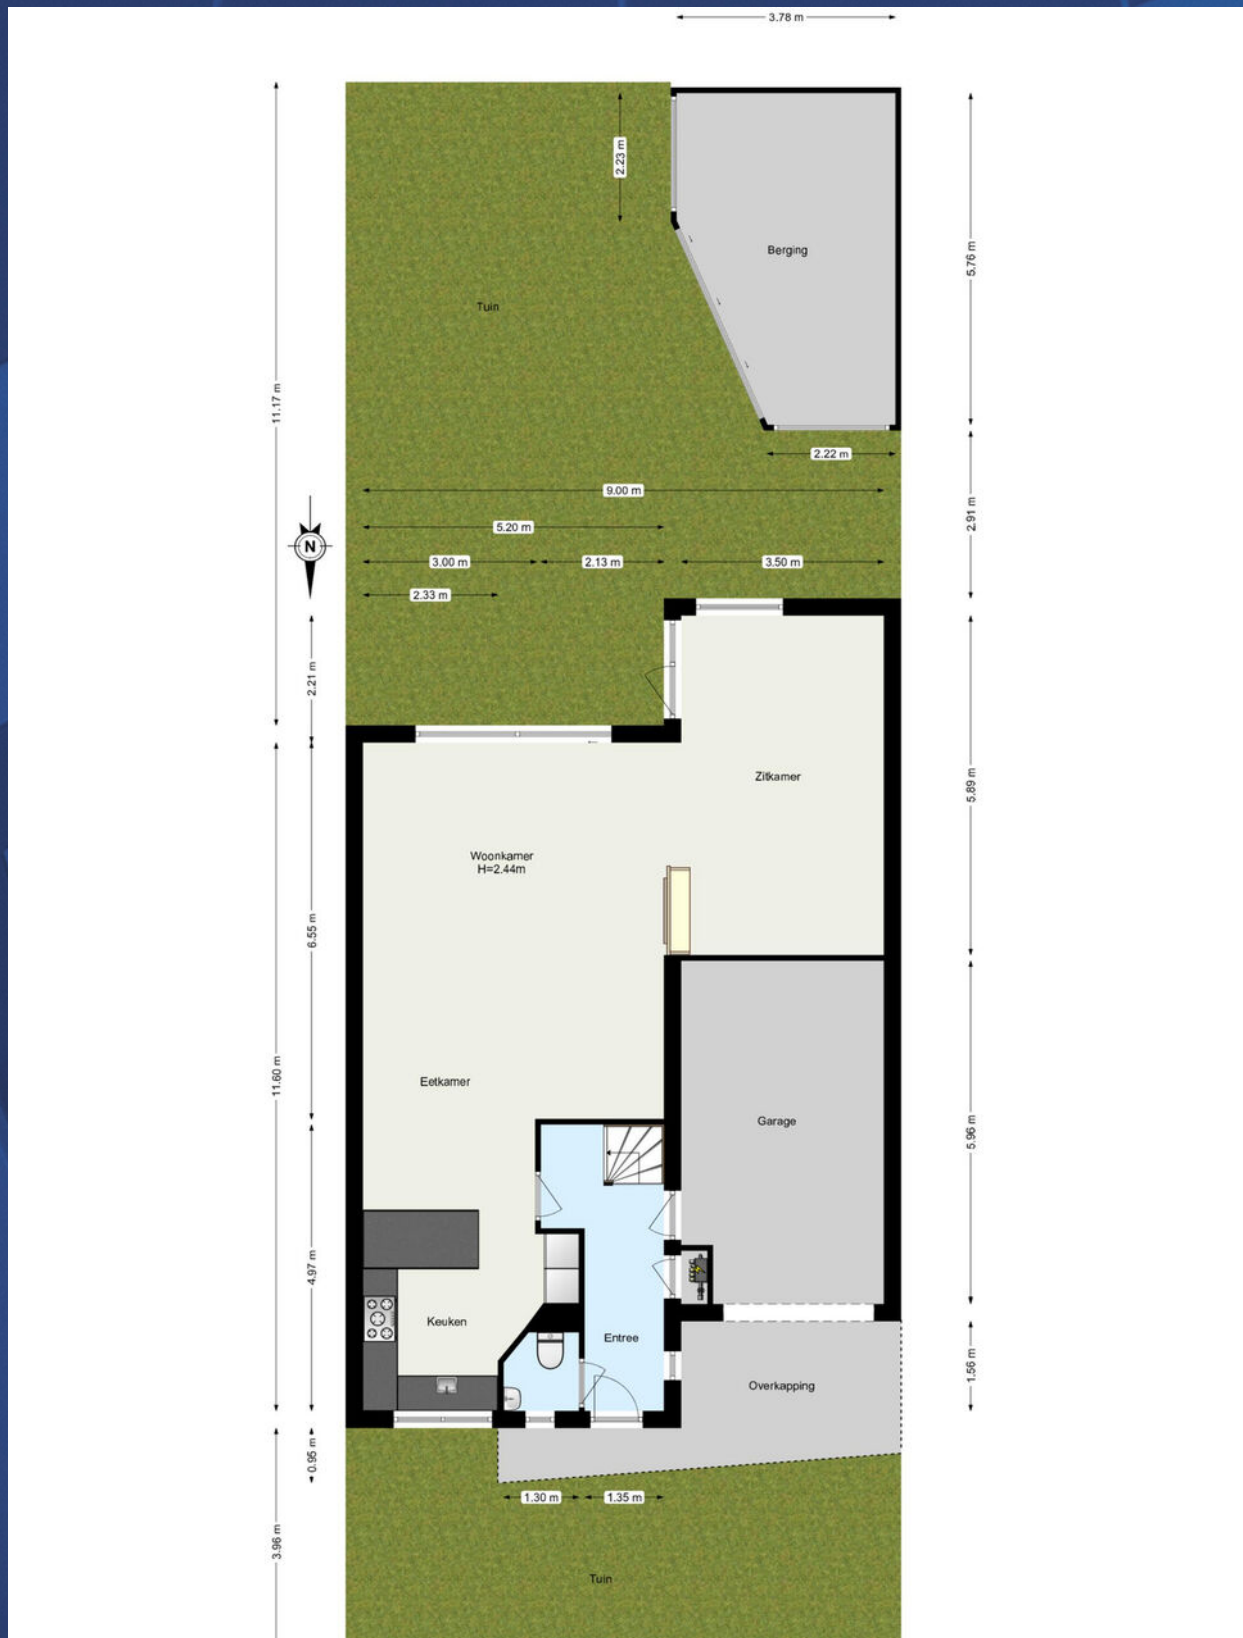 3.78 m
2.23 m
Berging
5.76 m
Tuin
11.17 m
2.22 m
9.00 m
2.91 m
5.20 m
N
3.00 m
2.13 m
3.50 m
2.33 m
2.21 m
Zitkamer
5.89 m
Woonkamer
H=2.44m
6.55 m
11.60 m
Eetkamer
Garage
5.96 m
4.97 m
Keuken
Entree
1.56 m
Overkapping
0.95 m
1.30 m
1.35 m
3.96 m
Tuin